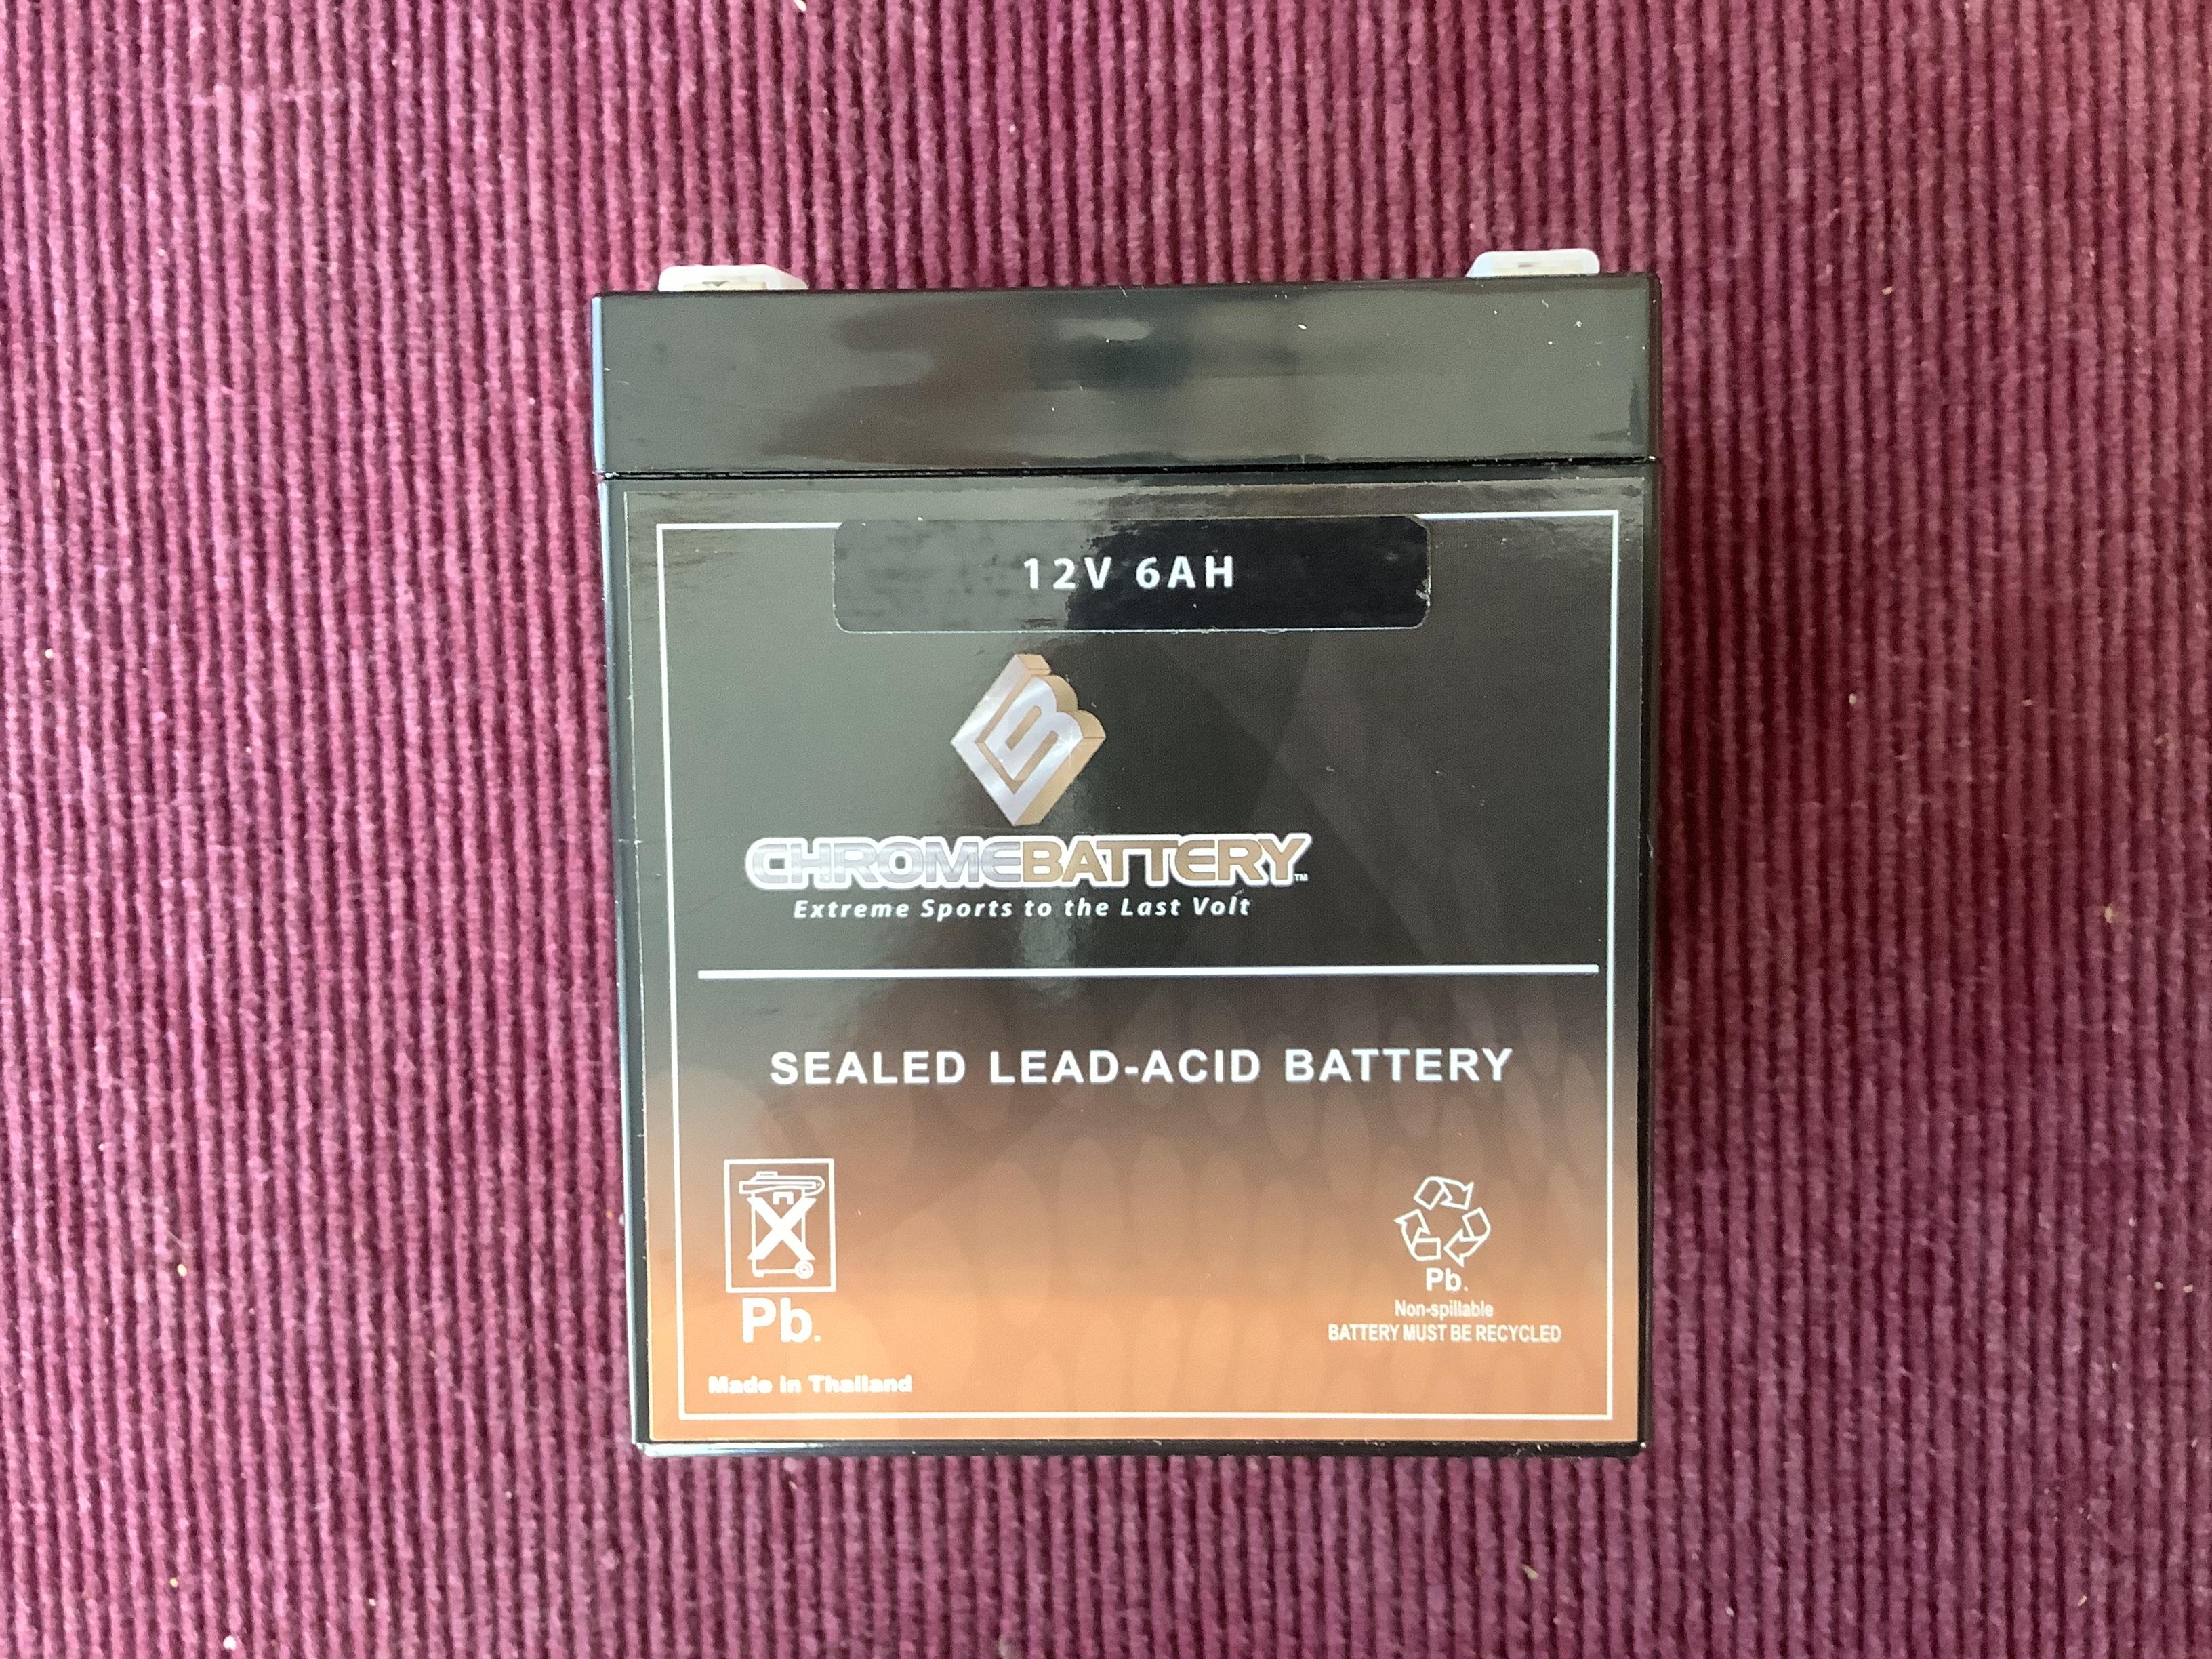 12V 6AH
CHROMEBATTERY™
Extreme Sports to the Last Volt
SEALED LEAD-ACID BATTERY
Pb.
Pb.
Non-spillable
BATTERY MUST BE RECYCLED
Made in Thailand